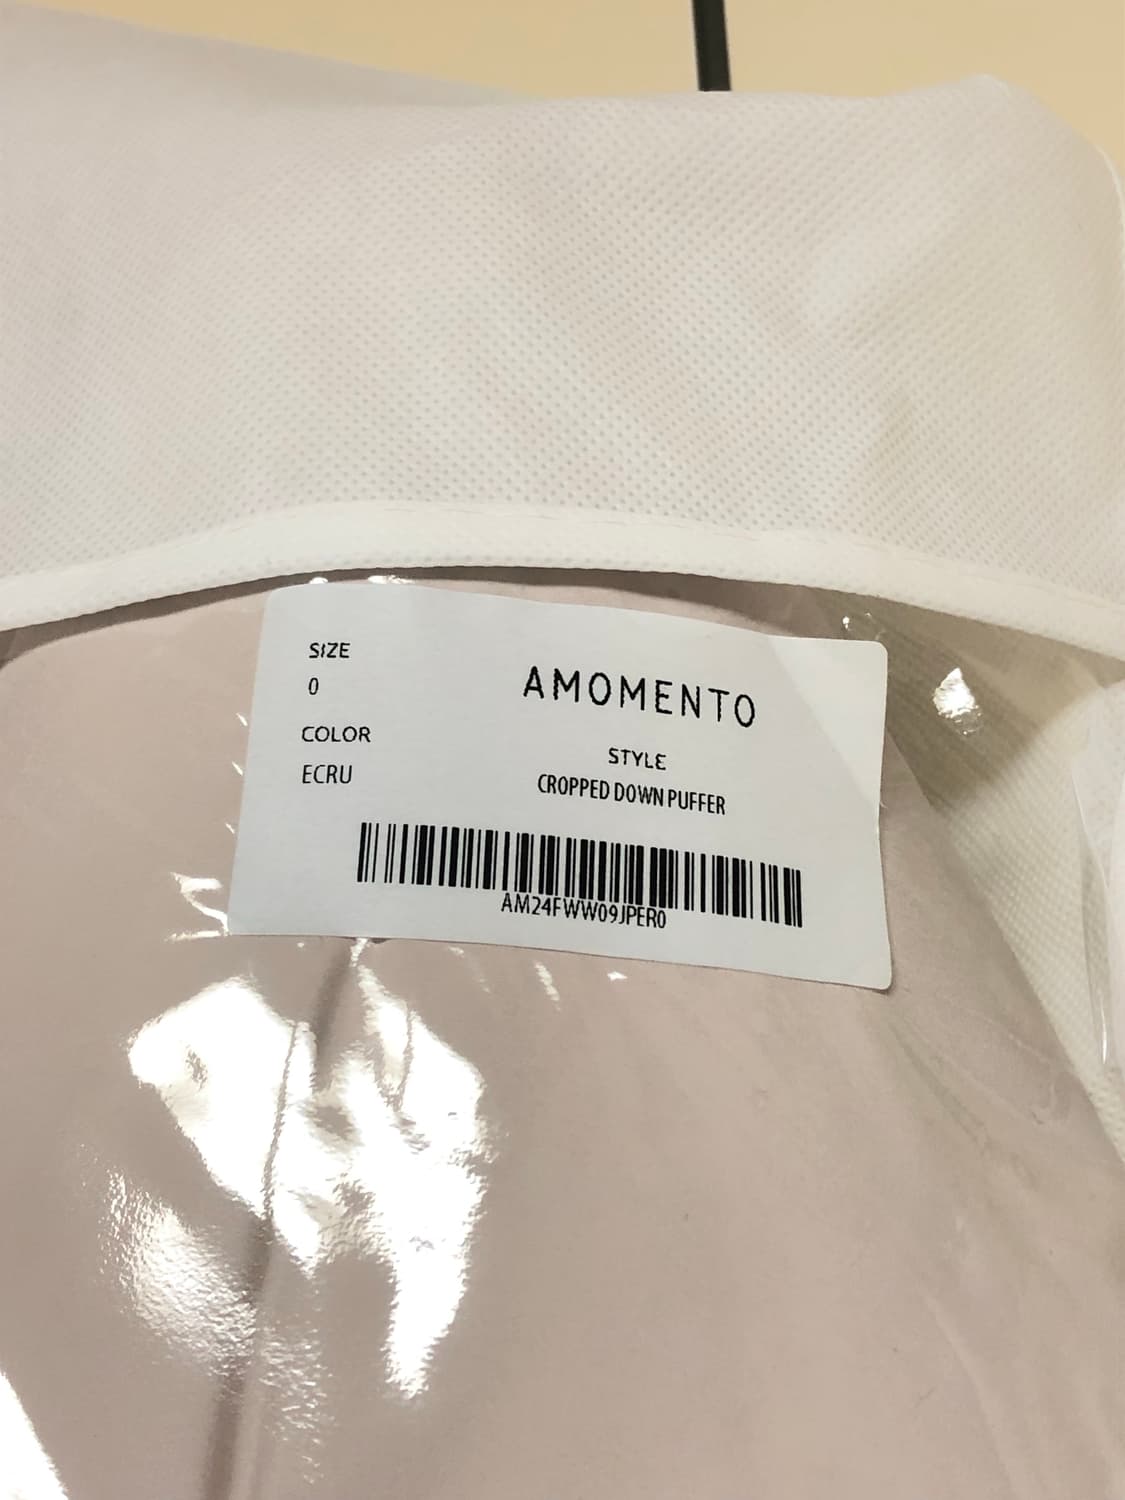 SIZE
0
COLOR
ECRU
AMOMENTO
STYLE
CROPPED DOWN PUFFER
AM24FWW09JPER0